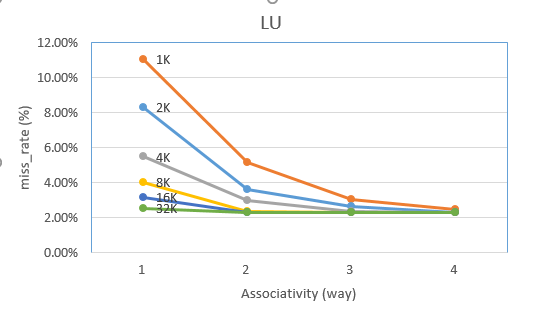 LU
12.00%
10.00%
8.00%
6.00%
4.00%
2.00%
0.00%
miss_rate (%)
1K
2K
4K
8K
16K
32K
1 2 3 4
Associativity (way)